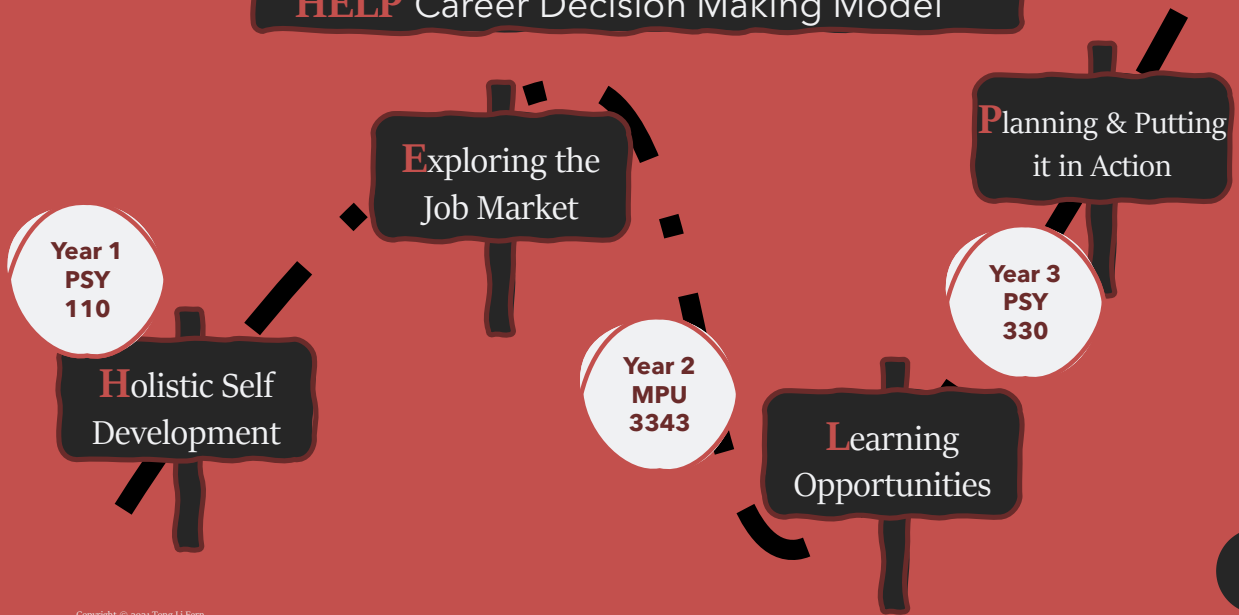 HELP Career Decision Making Model
Exploring the
Job Market
Planning & Putting
it in Action
Year 1
PSY
110
Holistic Self
Development
Year 2
MPU
3343
Year 3
PSY
330
Learning
Opportunities
Copyright ©